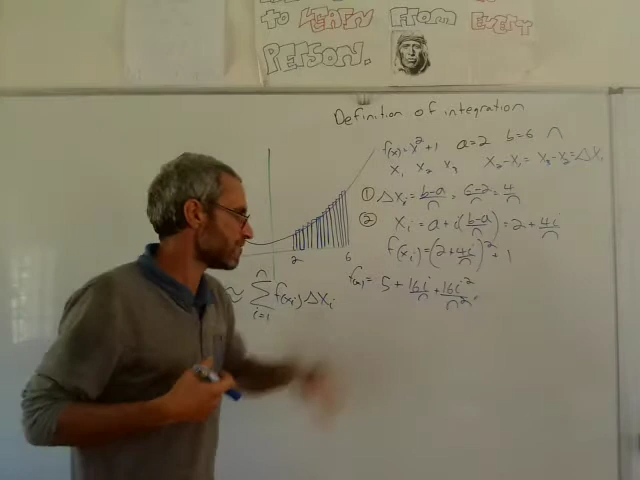 to LEARN FROM EVERY
PERSON.
Definition of integration
f(x) = x² + 1   a = 2   b = 6   n
x₁ x₂ x₃   x₂ - x₁ = x₃ - x₂ = Δx
① Δxᵢ = (b-a)/n = (6-2)/n = 4/n
② xᵢ = a + i((b-a)/n) = 2 + 4i/n
f(xᵢ) = (2 + 4i/n)² + 1
f(xᵢ) = 5 + 16i/n + 16i²/n²
2 6
≈ ∑ⁿᵢ₌₁ f(xᵢ) Δxᵢ